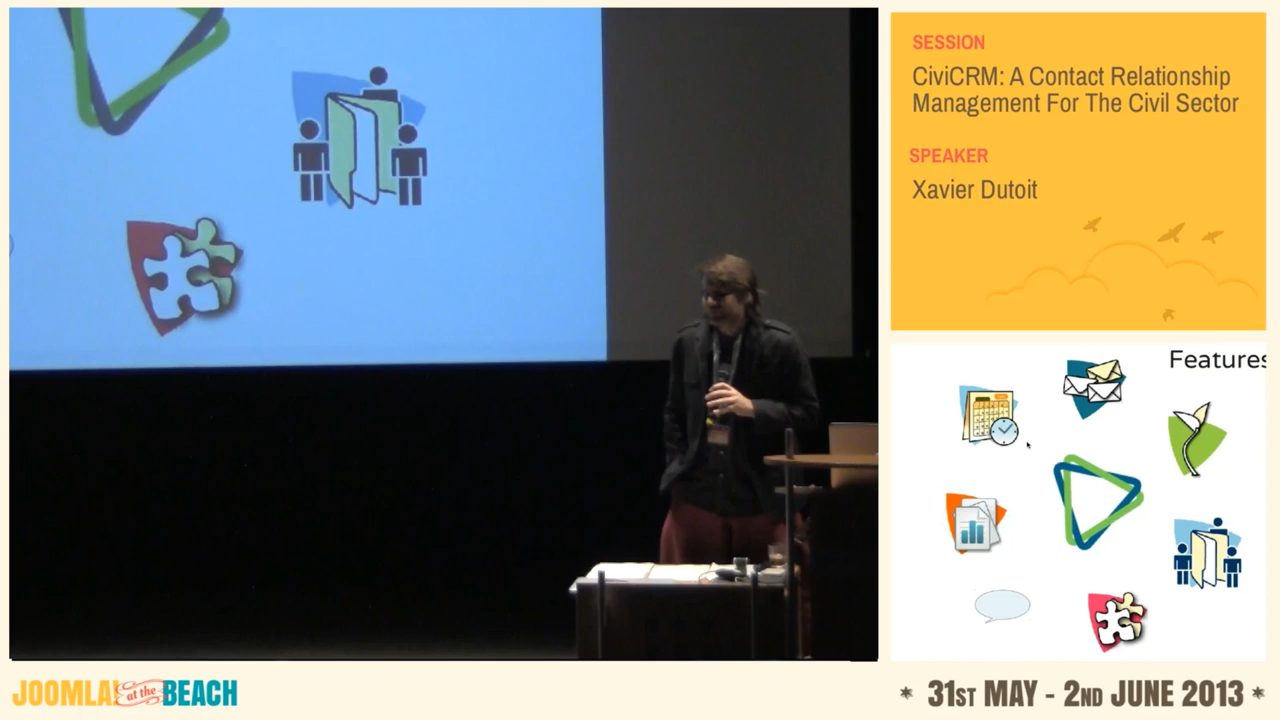 SESSION
CiviCRM: A Contact Relationship
Management For The Civil Sector
SPEAKER
Xavier Dutoit
Features
JOOMLA! at the BEACH
* 31ST MAY - 2ND JUNE 2013 *